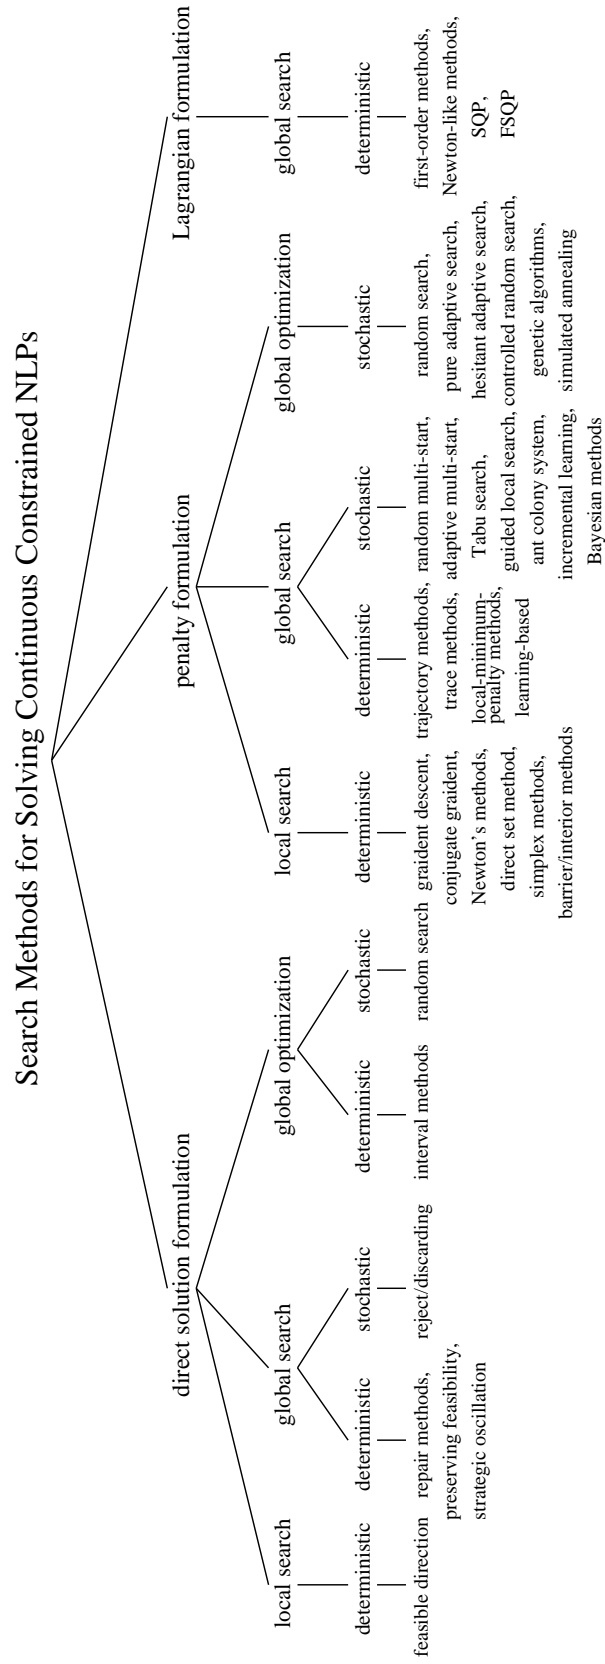 Search Methods for Solving Continuous Constrained NLPs
direct solution formulation
penalty formulation
Lagrangian formulation
local search
global search
global optimization
local search
global search
global optimization
global search
deterministic
deterministic
stochastic
deterministic
stochastic
deterministic
deterministic
stochastic
stochastic
deterministic
feasible direction
repair methods,
preserving feasibility,
strategic oscillation
reject/discarding
interval methods
random search
graident descent,
conjugate graident,
Newton's methods,
direct set method,
simplex methods,
barrier/interior methods
trajectory methods,
trace methods,
local-minimum-
penalty methods,
learning-based
random multi-start,
adaptive multi-start,
Tabu search,
guided local search,
ant colony system,
incremental learning,
Bayesian methods
random search,
pure adaptive search,
hesitant adaptive search,
controlled random search,
genetic algorithms,
simulated annealing
first-order methods,
Newton-like methods,
SQP,
FSQP